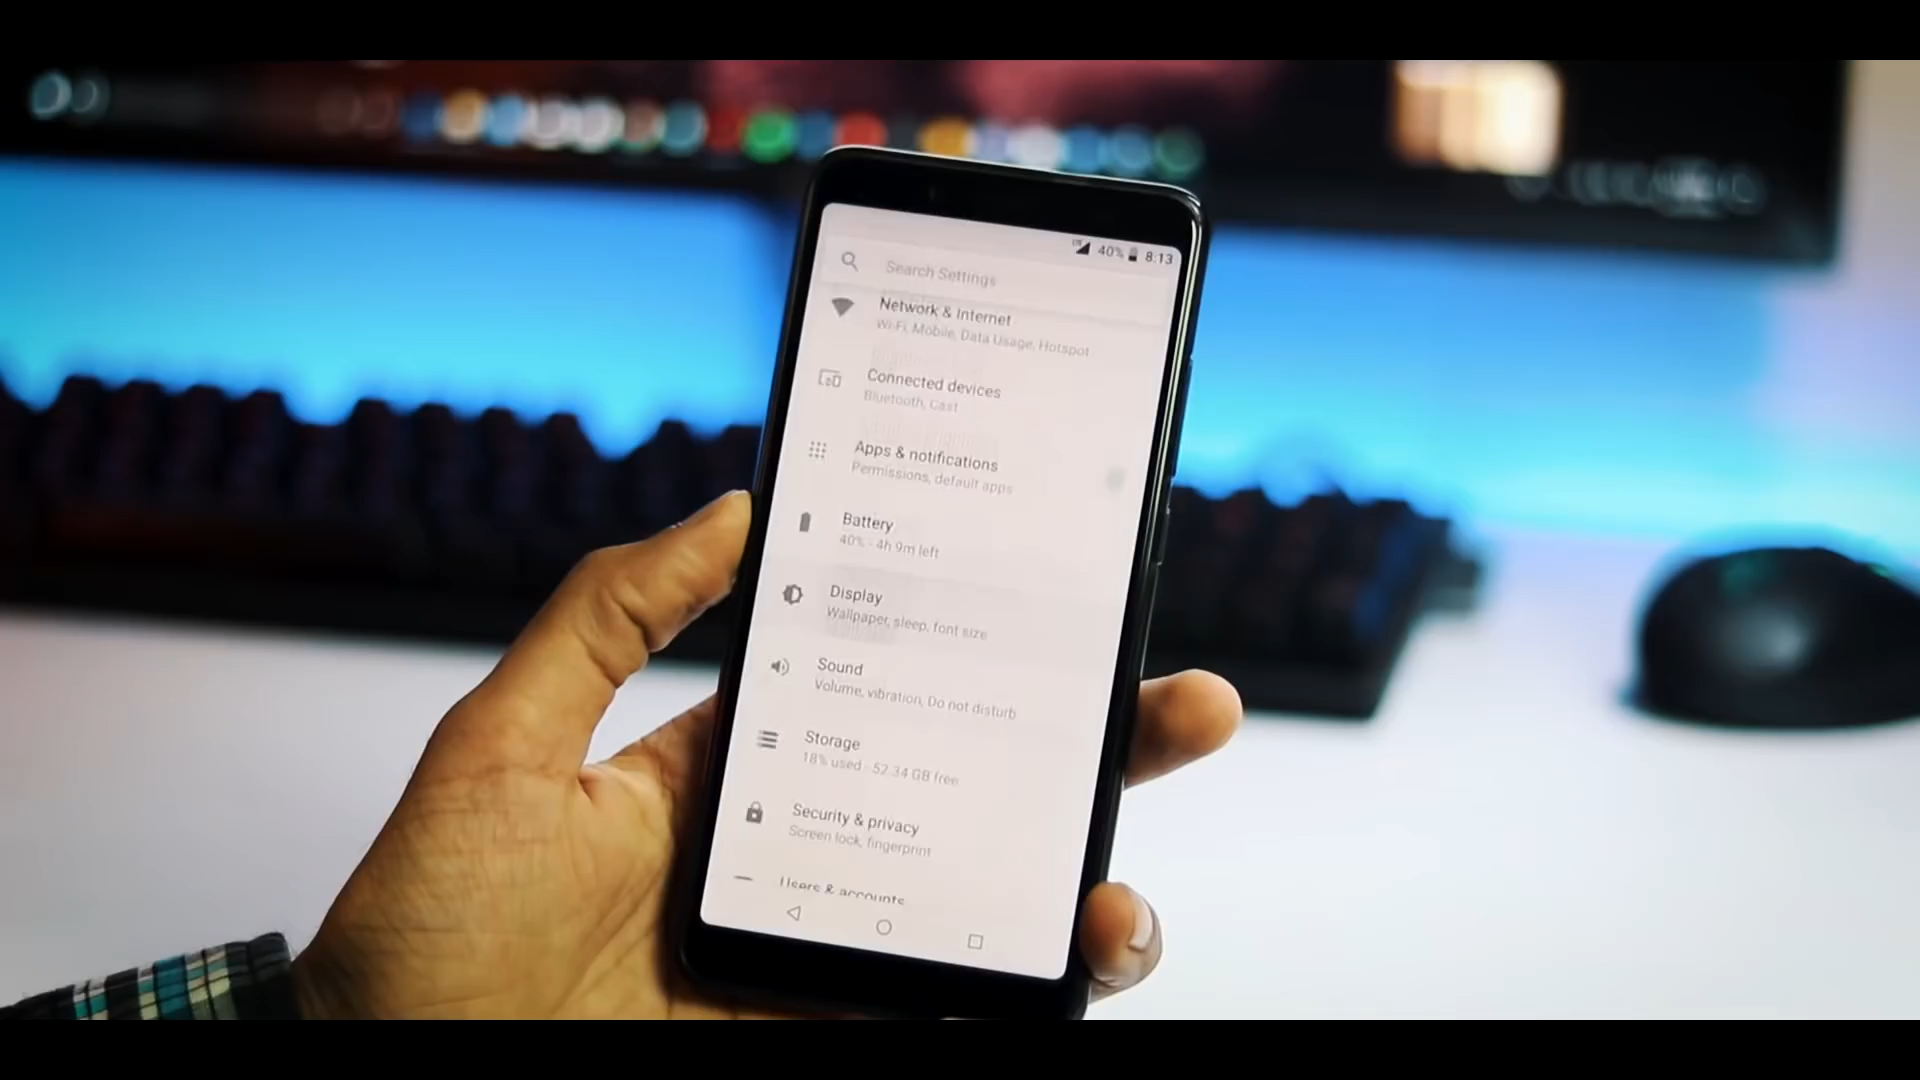 40% 8:13
Search Settings
Network & Internet
Wi-Fi, Mobile, Data Usage, Hotspot
Connected devices
Bluetooth, Cast
Apps & notifications
Permissions, default apps
Battery
40% - 4h 9m left
Display
Wallpaper, sleep, font size
Sound
Volume, vibration, Do not disturb
Storage
18% used - 52.34 GB free
Security & privacy
Screen lock, fingerprint
Users & accounts